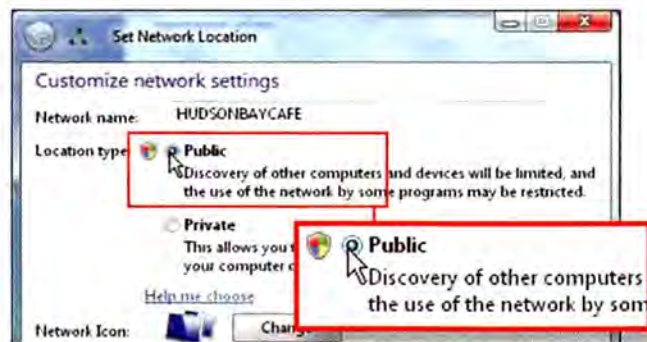 Set Network Location
Customize network settings
Network name: HUDSONBAYCAFE
Location type: Public
Discovery of other computers and devices will be limited, and
the use of the network by some programs may be restricted.
Private
This allows you
your computer
Help me choose
Network Icon: Change
Public
Discovery of other computers
the use of the network by som